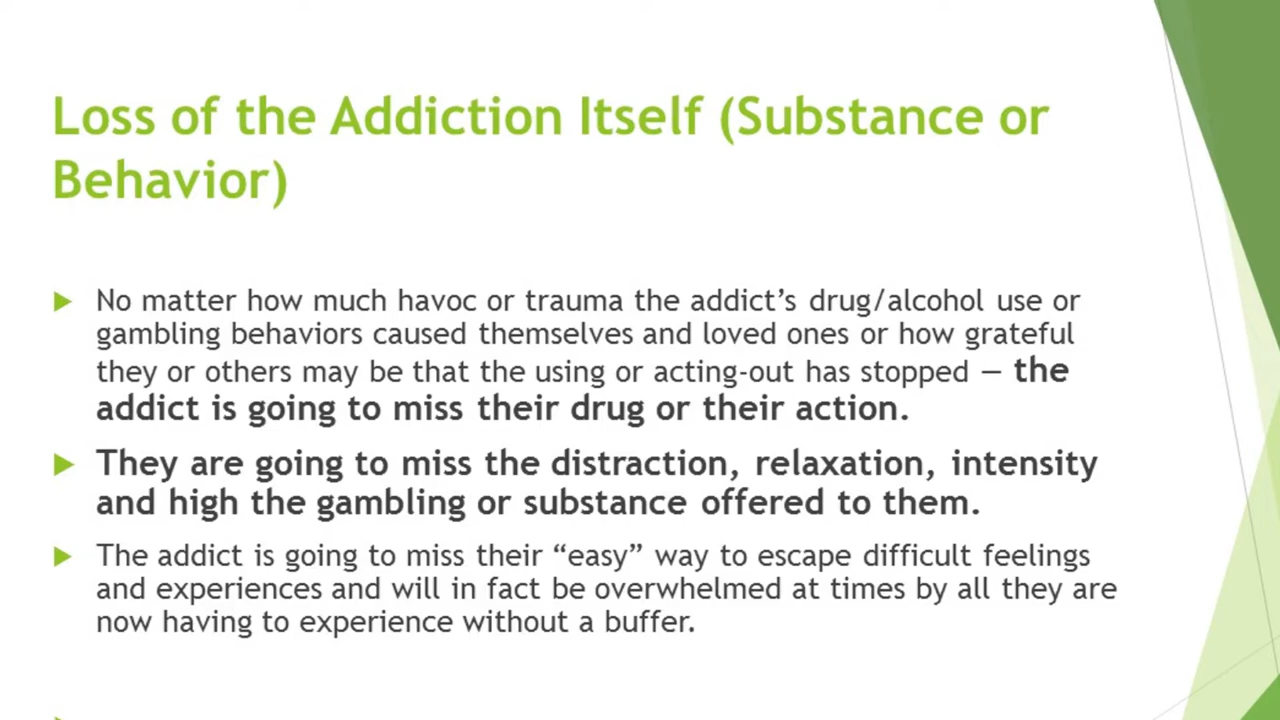 Loss of the Addiction Itself (Substance or
Behavior)
No matter how much havoc or trauma the addict’s drug/alcohol use or
gambling behaviors caused themselves and loved ones or how grateful
they or others may be that the using or acting-out has stopped — the
addict is going to miss their drug or their action.
They are going to miss the distraction, relaxation, intensity
and high the gambling or substance offered to them.
The addict is going to miss their “easy” way to escape difficult feelings
and experiences and will in fact be overwhelmed at times by all they are
now having to experience without a buffer.